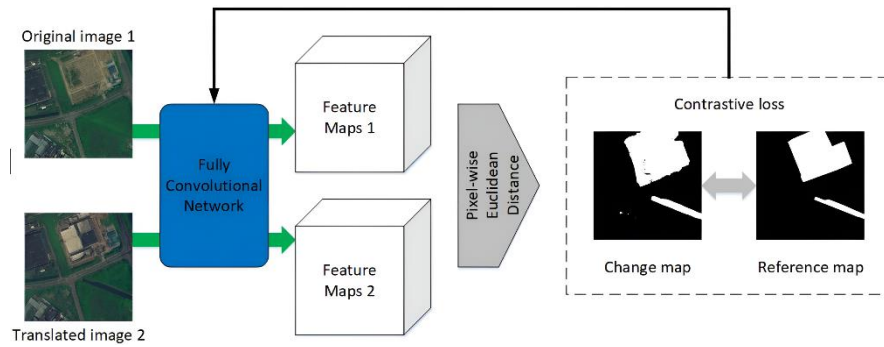 Original image 1
Translated image 2
Fully
Convolutional
Network
Feature
Maps 1
Feature
Maps 2
Pixel-wise
Euclidean
Distance
Contrastive loss
Change map
Reference map